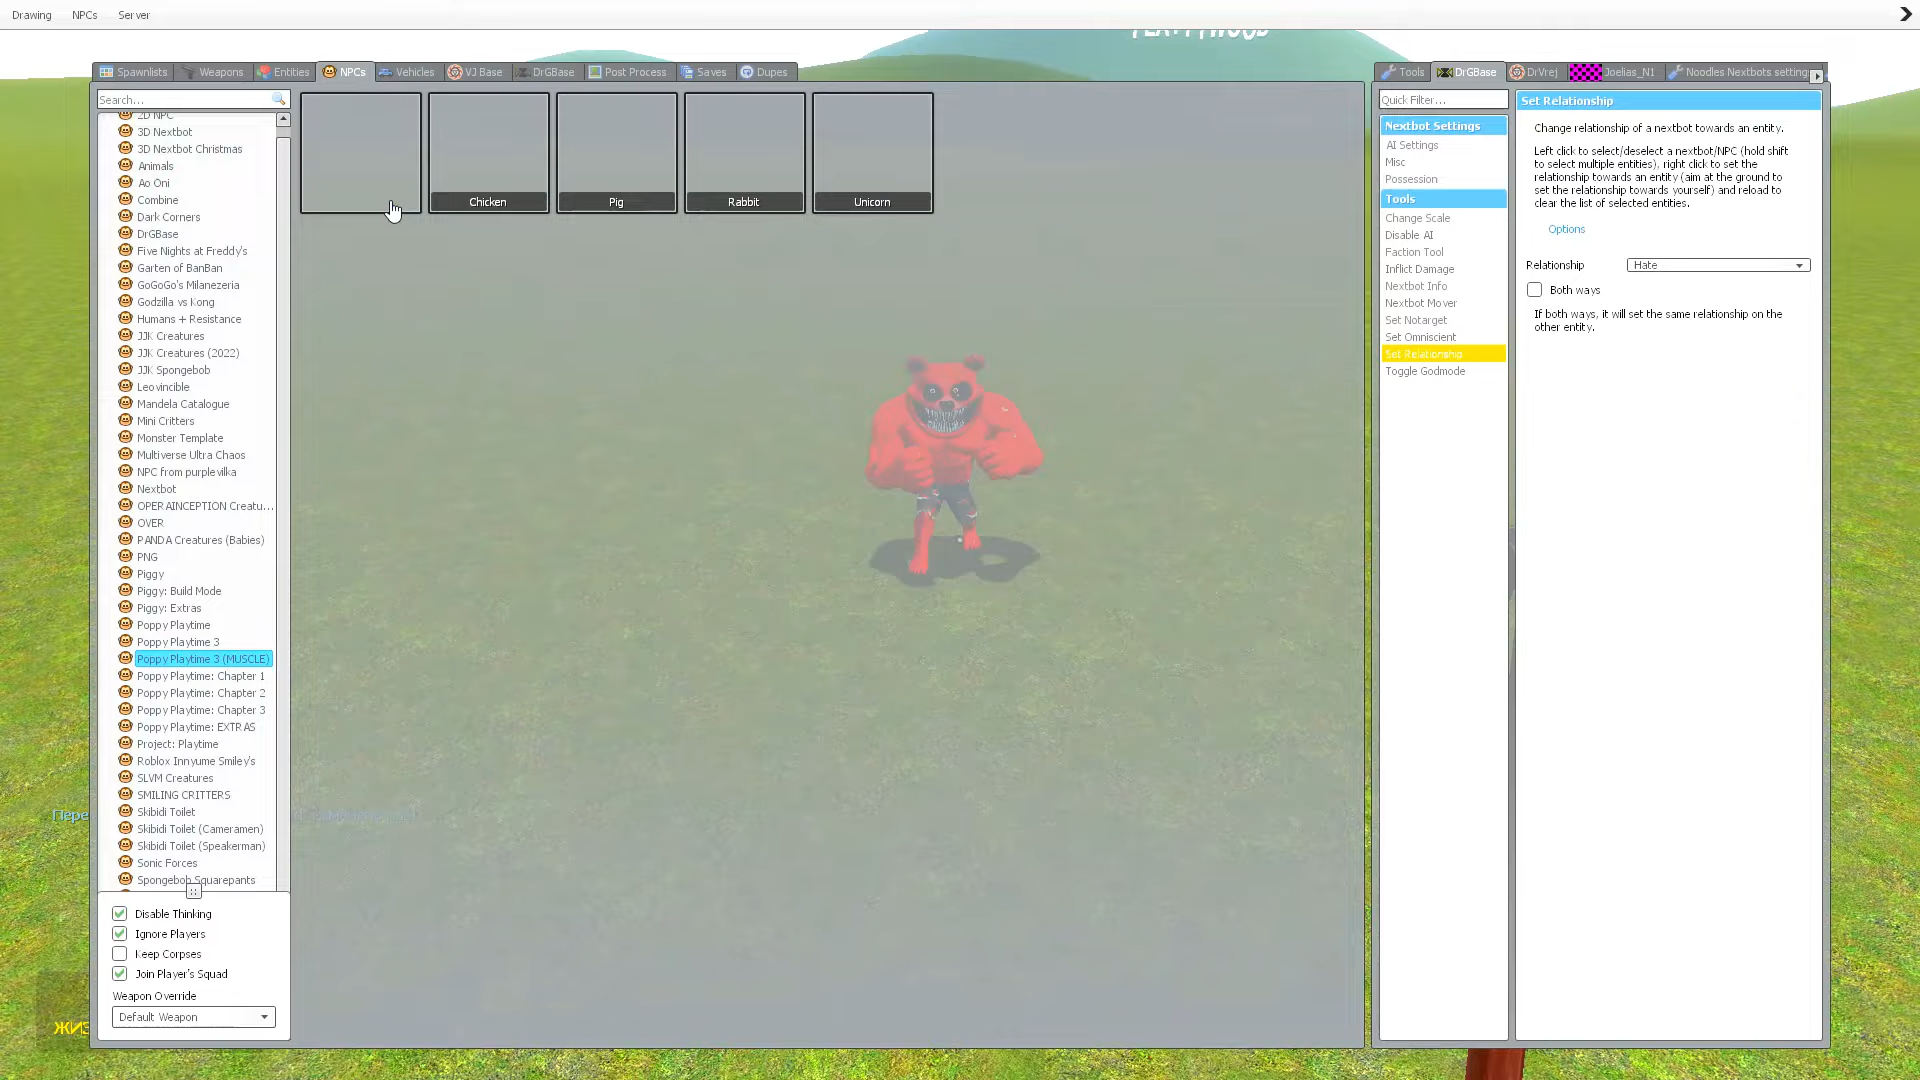 Drawing NPCs Server
Spawnlists Weapons Entities NPCs Vehicles VJ Base DrGBase Post Process Saves Dupes
Search...
2D NPC
3D Nextbot
3D Nextbot Christmas
Animals
Ao Oni
Combine
Dark Corners
DrGBase
Five Nights at Freddy's
Garten of BanBan
GoGoGo's Milanezeria
Godzilla vs Kong
Humans + Resistance
JJK Creatures
JJK Creatures (2022)
JJK Spongebob
Leovincible
Mandela Catalogue
Mini Critters
Monster Template
Multiverse Ultra Chaos
NPC from purplevilka
Nextbot
OPERAINCEPTION Creatu...
OVER
PANDA Creatures (Babies)
PNG
Piggy
Piggy: Build Mode
Piggy: Extras
Poppy Playtime
Poppy Playtime 3
Poppy Playtime 3 (MUSCLE)
Poppy Playtime: Chapter 1
Poppy Playtime: Chapter 2
Poppy Playtime: Chapter 3
Poppy Playtime: EXTRAS
Project: Playtime
Roblox Innyume Smiley's
SLVM Creatures
SMILING CRITTERS
Skibidi Toilet
Skibidi Toilet (Cameramen)
Skibidi Toilet (Speakerman)
Sonic Forces
Spongebob Squarepants
Disable Thinking
Ignore Players
Keep Corpses
Join Player's Squad
Weapon Override
Default Weapon
Chicken Pig Rabbit Unicorn
Пере
ЖИЗ
Tools DrGBase DrVrej Joelias_N1 Noodles Nextbots setting
Quick Filter...
Nextbot Settings
AI Settings
Misc
Possession
Tools
Change Scale
Disable AI
Faction Tool
Inflict Damage
Nextbot Info
Nextbot Mover
Set Notarget
Set Omniscient
Set Relationship
Toggle Godmode
Set Relationship
Change relationship of a nextbot towards an entity.
Left click to select/deselect a nextbot/NPC (hold shift
to select multiple entities), right click to set the
relationship towards an entity (aim at the ground to
set the relationship towards yourself) and reload to
clear the list of selected entities.
Options
Relationship Hate
Both ways
If both ways, it will set the same relationship on the
other entity.